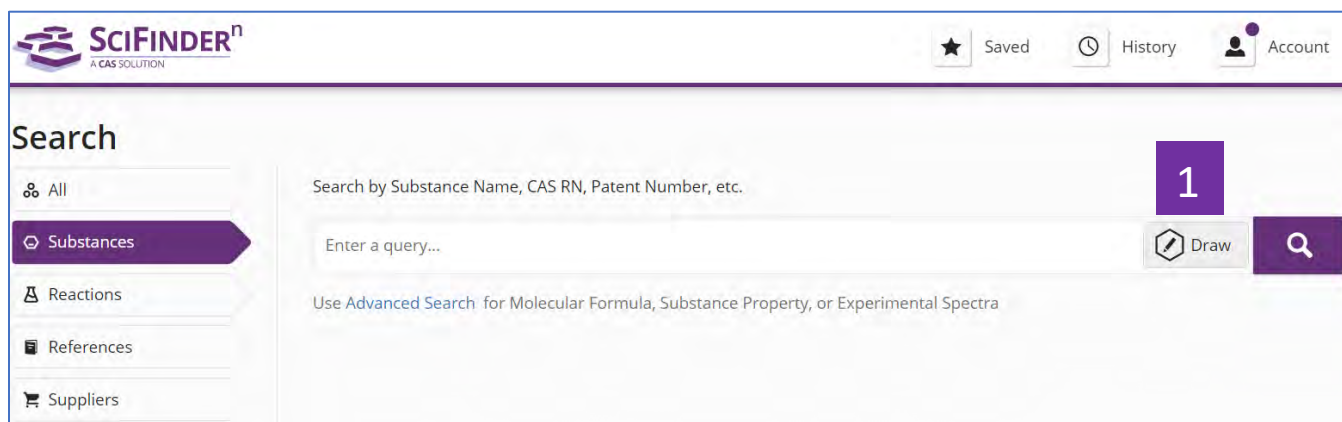 SCIFINDERⁿ
A CAS SOLUTION
Saved
History
Account
Search
All
Substances
Reactions
References
Suppliers
Search by Substance Name, CAS RN, Patent Number, etc.
1
Enter a query...
Draw
Use Advanced Search for Molecular Formula, Substance Property, or Experimental Spectra